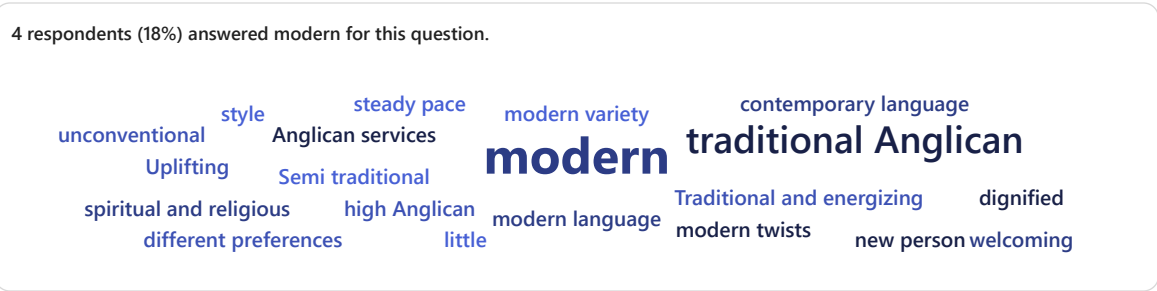 4 respondents (18%) answered modern for this question.
steady pace
contemporary language
style
modern variety
unconventional
Anglican services
traditional Anglican
modern
Uplifting
Semi traditional
Traditional and energizing
dignified
spiritual and religious
high Anglican
modern language
modern twists
different preferences
little
new person
welcoming